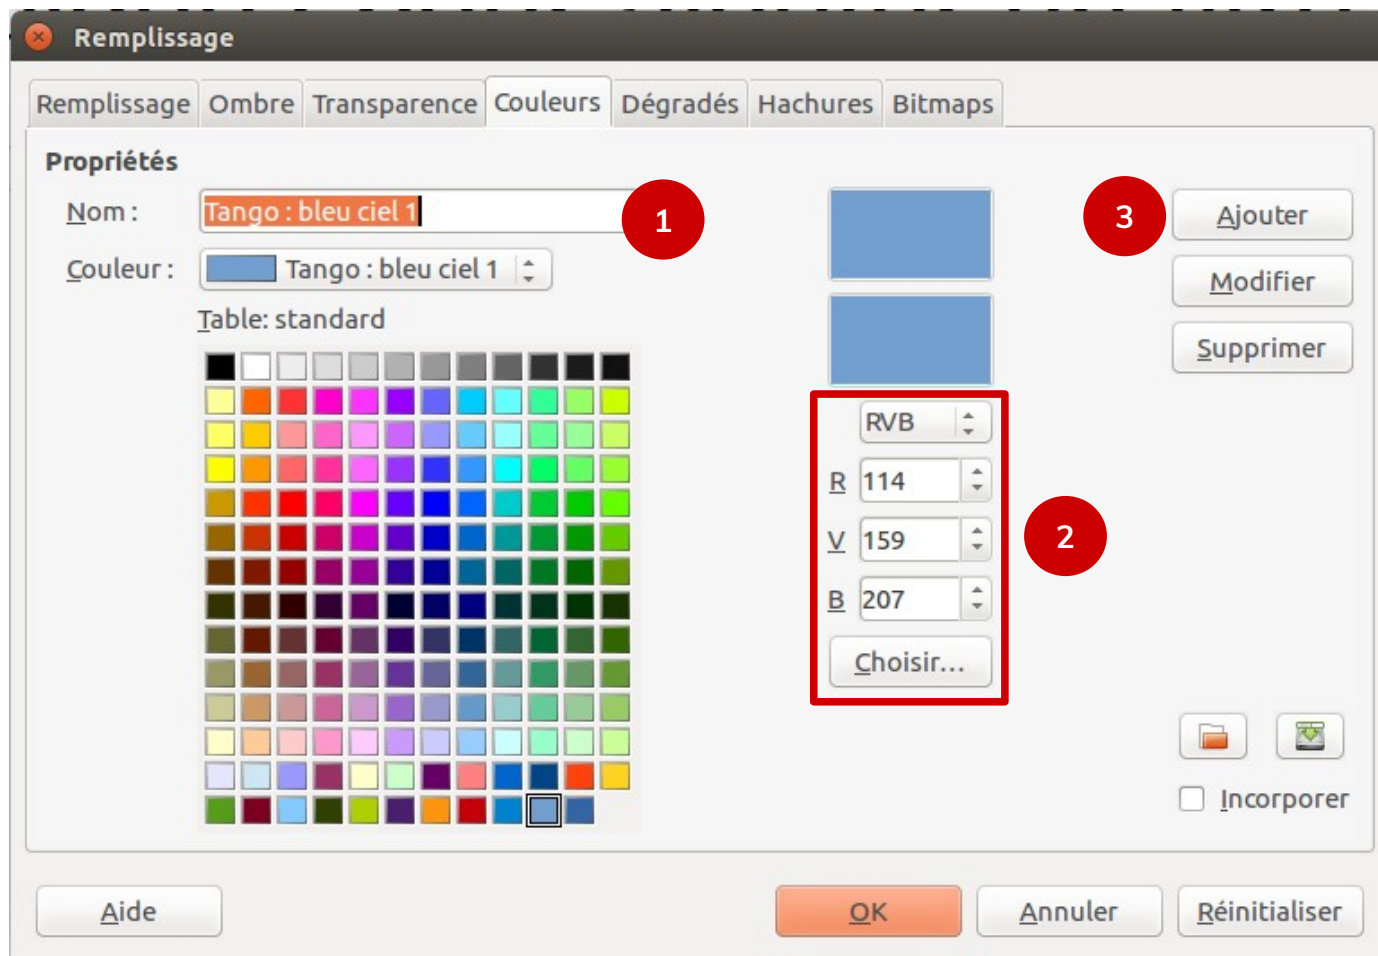 Remplissage
Remplissage Ombre Transparence Couleurs Dégradés Hachures Bitmaps
Propriétés
Nom : Tango : bleu ciel 1 1 3 Ajouter
Couleur : Tango : bleu ciel 1 Modifier
Table: standard Supprimer
RVB
R 114
V 159 2
B 207
Choisir...
Incorporer
Aide OK Annuler Réinitialiser